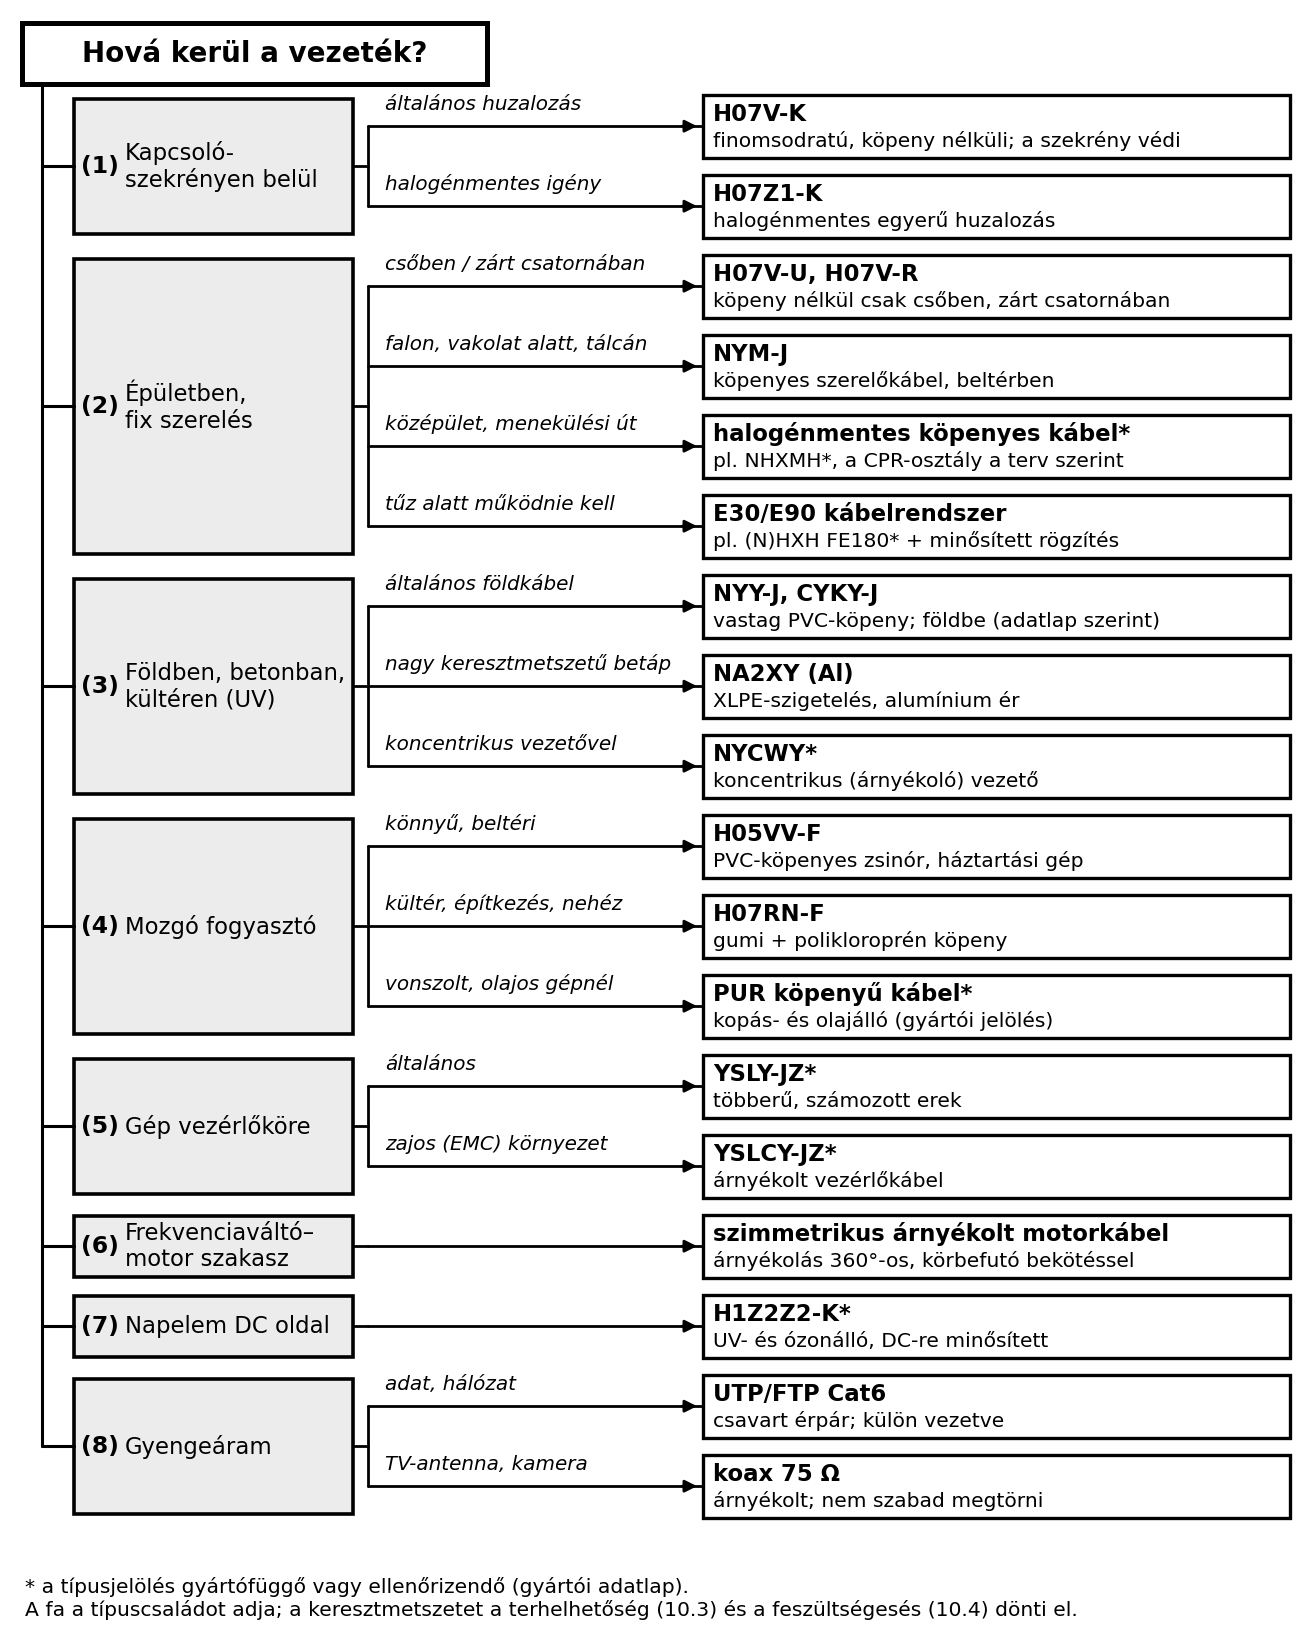 Hová kerül a vezeték?
(1) Kapcsoló-
szekrényen belül
általános huzalozás
H07V-K
finomsodratú, köpeny nélküli; a szekrény védi
halogénmentes igény
H07Z1-K
halogénmentes egyerű huzalozás
(2) Épületben,
fix szerelés
csőben / zárt csatornában
H07V-U, H07V-R
köpeny nélkül csak csőben, zárt csatornában
falon, vakolat alatt, tálcán
NYM-J
köpenyes szerelőkábel, beltérben
középület, menekülési út
halogénmentes köpenyes kábel*
pl. NHXMH*, a CPR-osztály a terv szerint
tűz alatt működnie kell
E30/E90 kábelrendszer
pl. (N)HXH FE180* + minősített rögzítés
(3) Földben, betonban,
kültéren (UV)
általános földkábel
NYY-J, CYKY-J
vastag PVC-köpeny; földbe (adatlap szerint)
nagy keresztmetszetű betáp
NA2XY (Al)
XLPE-szigetelés, alumínium ér
koncentrikus vezetővel
NYCWY*
koncentrikus (árnyékoló) vezető
(4) Mozgó fogyasztó
könnyű, beltéri
H05VV-F
PVC-köpenyes zsinór, háztartási gép
kültér, építkezés, nehéz
H07RN-F
gumi + polikloroprén köpeny
vonszolt, olajos gépnél
PUR köpenyű kábel*
kopás- és olajálló (gyártói jelölés)
(5) Gép vezérlőköre
általános
YSLY-JZ*
többerű, számozott erek
zajos (EMC) környezet
YSLCY-JZ*
árnyékolt vezérlőkábel
(6) Frekvenciaváltó–
motor szakasz
szimmetrikus árnyékolt motorkábel
árnyékolás 360°-os, körbefutó bekötéssel
(7) Napelem DC oldal
H1Z2Z2-K*
UV- és ózonálló, DC-re minősített
(8) Gyengeáram
adat, hálózat
UTP/FTP Cat6
csavart érpár; külön vezetve
TV-antenna, kamera
koax 75 Ω
árnyékolt; nem szabad megtörni
* a típusjelölés gyártófüggő vagy ellenőrizendő (gyártói adatlap).
A fa a típuscsaládot adja; a keresztmetszetet a terhelhetőség (10.3) és a feszültségesés (10.4) dönti el.